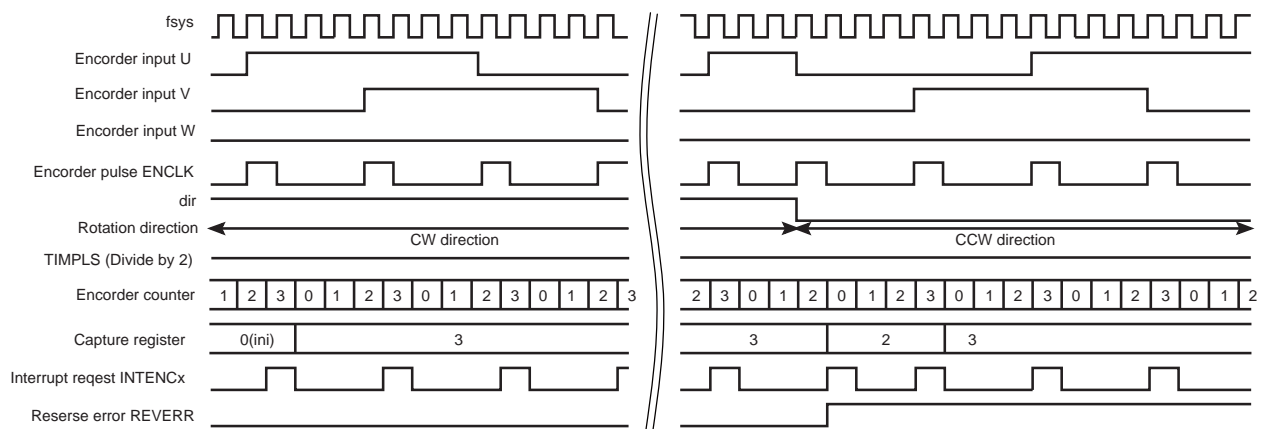 fsys
Encorder input U
Encorder input V
Encorder input W
Encorder pulse ENCLK
dir
Rotation direction
CW direction
CCW direction
TIMPLS (Divide by 2)
Encorder counter
1 2 3 0 1 2 3 0 1 2 3 0 1 2 3
2 3 0 1 2 0 1 2 3 0 1 2 3 0 1 2 3 0 1 2
Capture register
0(ini) 3
3 2 3
Interrupt reqest INTENCx
Reserse error REVERR